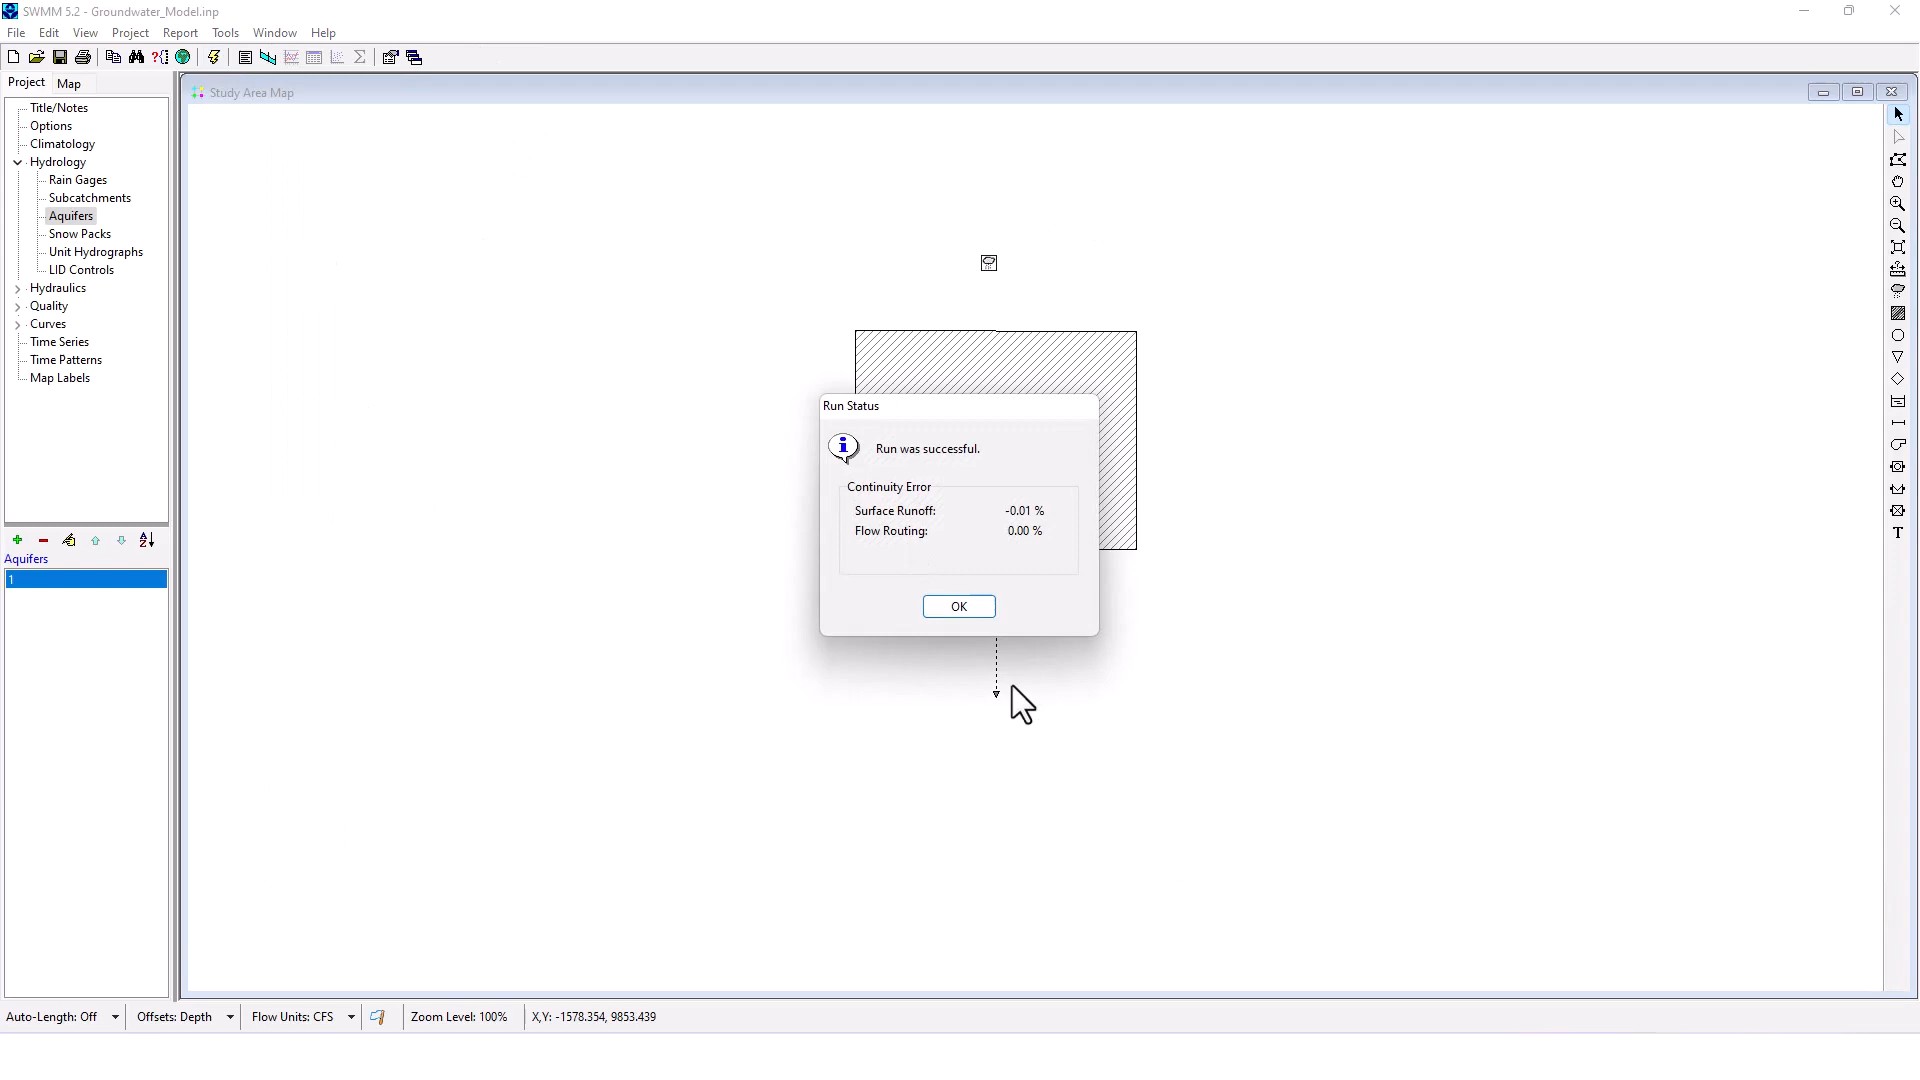 SWMM 5.2 - Groundwater_Model.inp
File Edit View Project Report Tools Window Help
Project Map
Study Area Map
Title/Notes
Options
Climatology
Hydrology
Rain Gages
Subcatchments
Aquifers
Snow Packs
Unit Hydrographs
LID Controls
Hydraulics
Quality
Curves
Time Series
Time Patterns
Map Labels
Aquifers
1
Run Status
Run was successful.
Continuity Error
Surface Runoff: -0.01 %
Flow Routing: 0.00 %
OK
Auto-Length: Off Offsets: Depth Flow Units: CFS Zoom Level: 100% X,Y: -1578.354, 9853.439